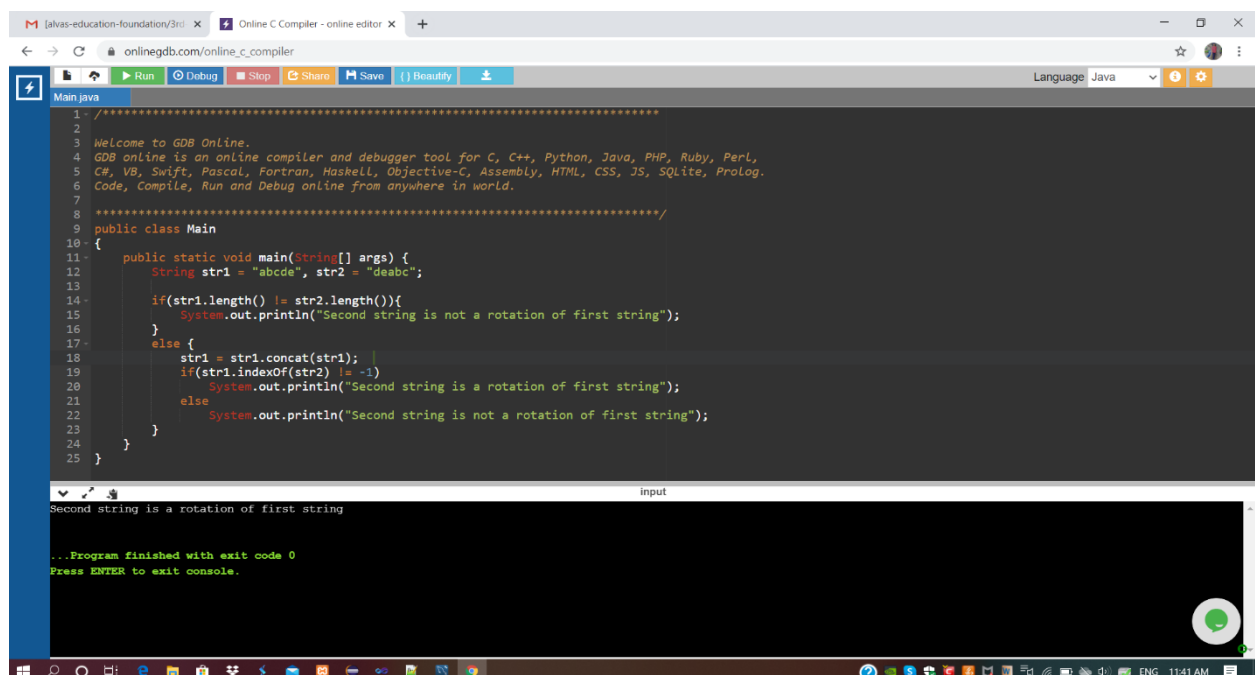 [alvas-education-foundation/3rd- Online C Compiler - online editor
onlinegdb.com/online_c_compiler
Run Debug Stop Share Save {} Beautify Language Java
Main.java
1 /******************************************************************************
2
3 Welcome to GDB Online.
4 GDB online is an online compiler and debugger tool for C, C++, Python, Java, PHP, Ruby, Perl,
5 C#, VB, Swift, Pascal, Fortran, Haskell, Objective-C, Assembly, HTML, CSS, JS, SQLite, Prolog.
6 Code, Compile, Run and Debug online from anywhere in world.
7
8 *******************************************************************************/
9 public class Main
10 {
11 public static void main(String[] args) {
12 String str1 = "abcde", str2 = "deabc";
13
14 if(str1.length() != str2.length()){
15 System.out.println("Second string is not a rotation of first string");
16 }
17 else {
18 str1 = str1.concat(str1);
19 if(str1.indexOf(str2) != -1)
20 System.out.println("Second string is a rotation of first string");
21 else
22 System.out.println("Second string is not a rotation of first string");
23 }
24 }
25 }
input
Second string is a rotation of first string
...Program finished with exit code 0
Press ENTER to exit console.
ENG 11:41 AM